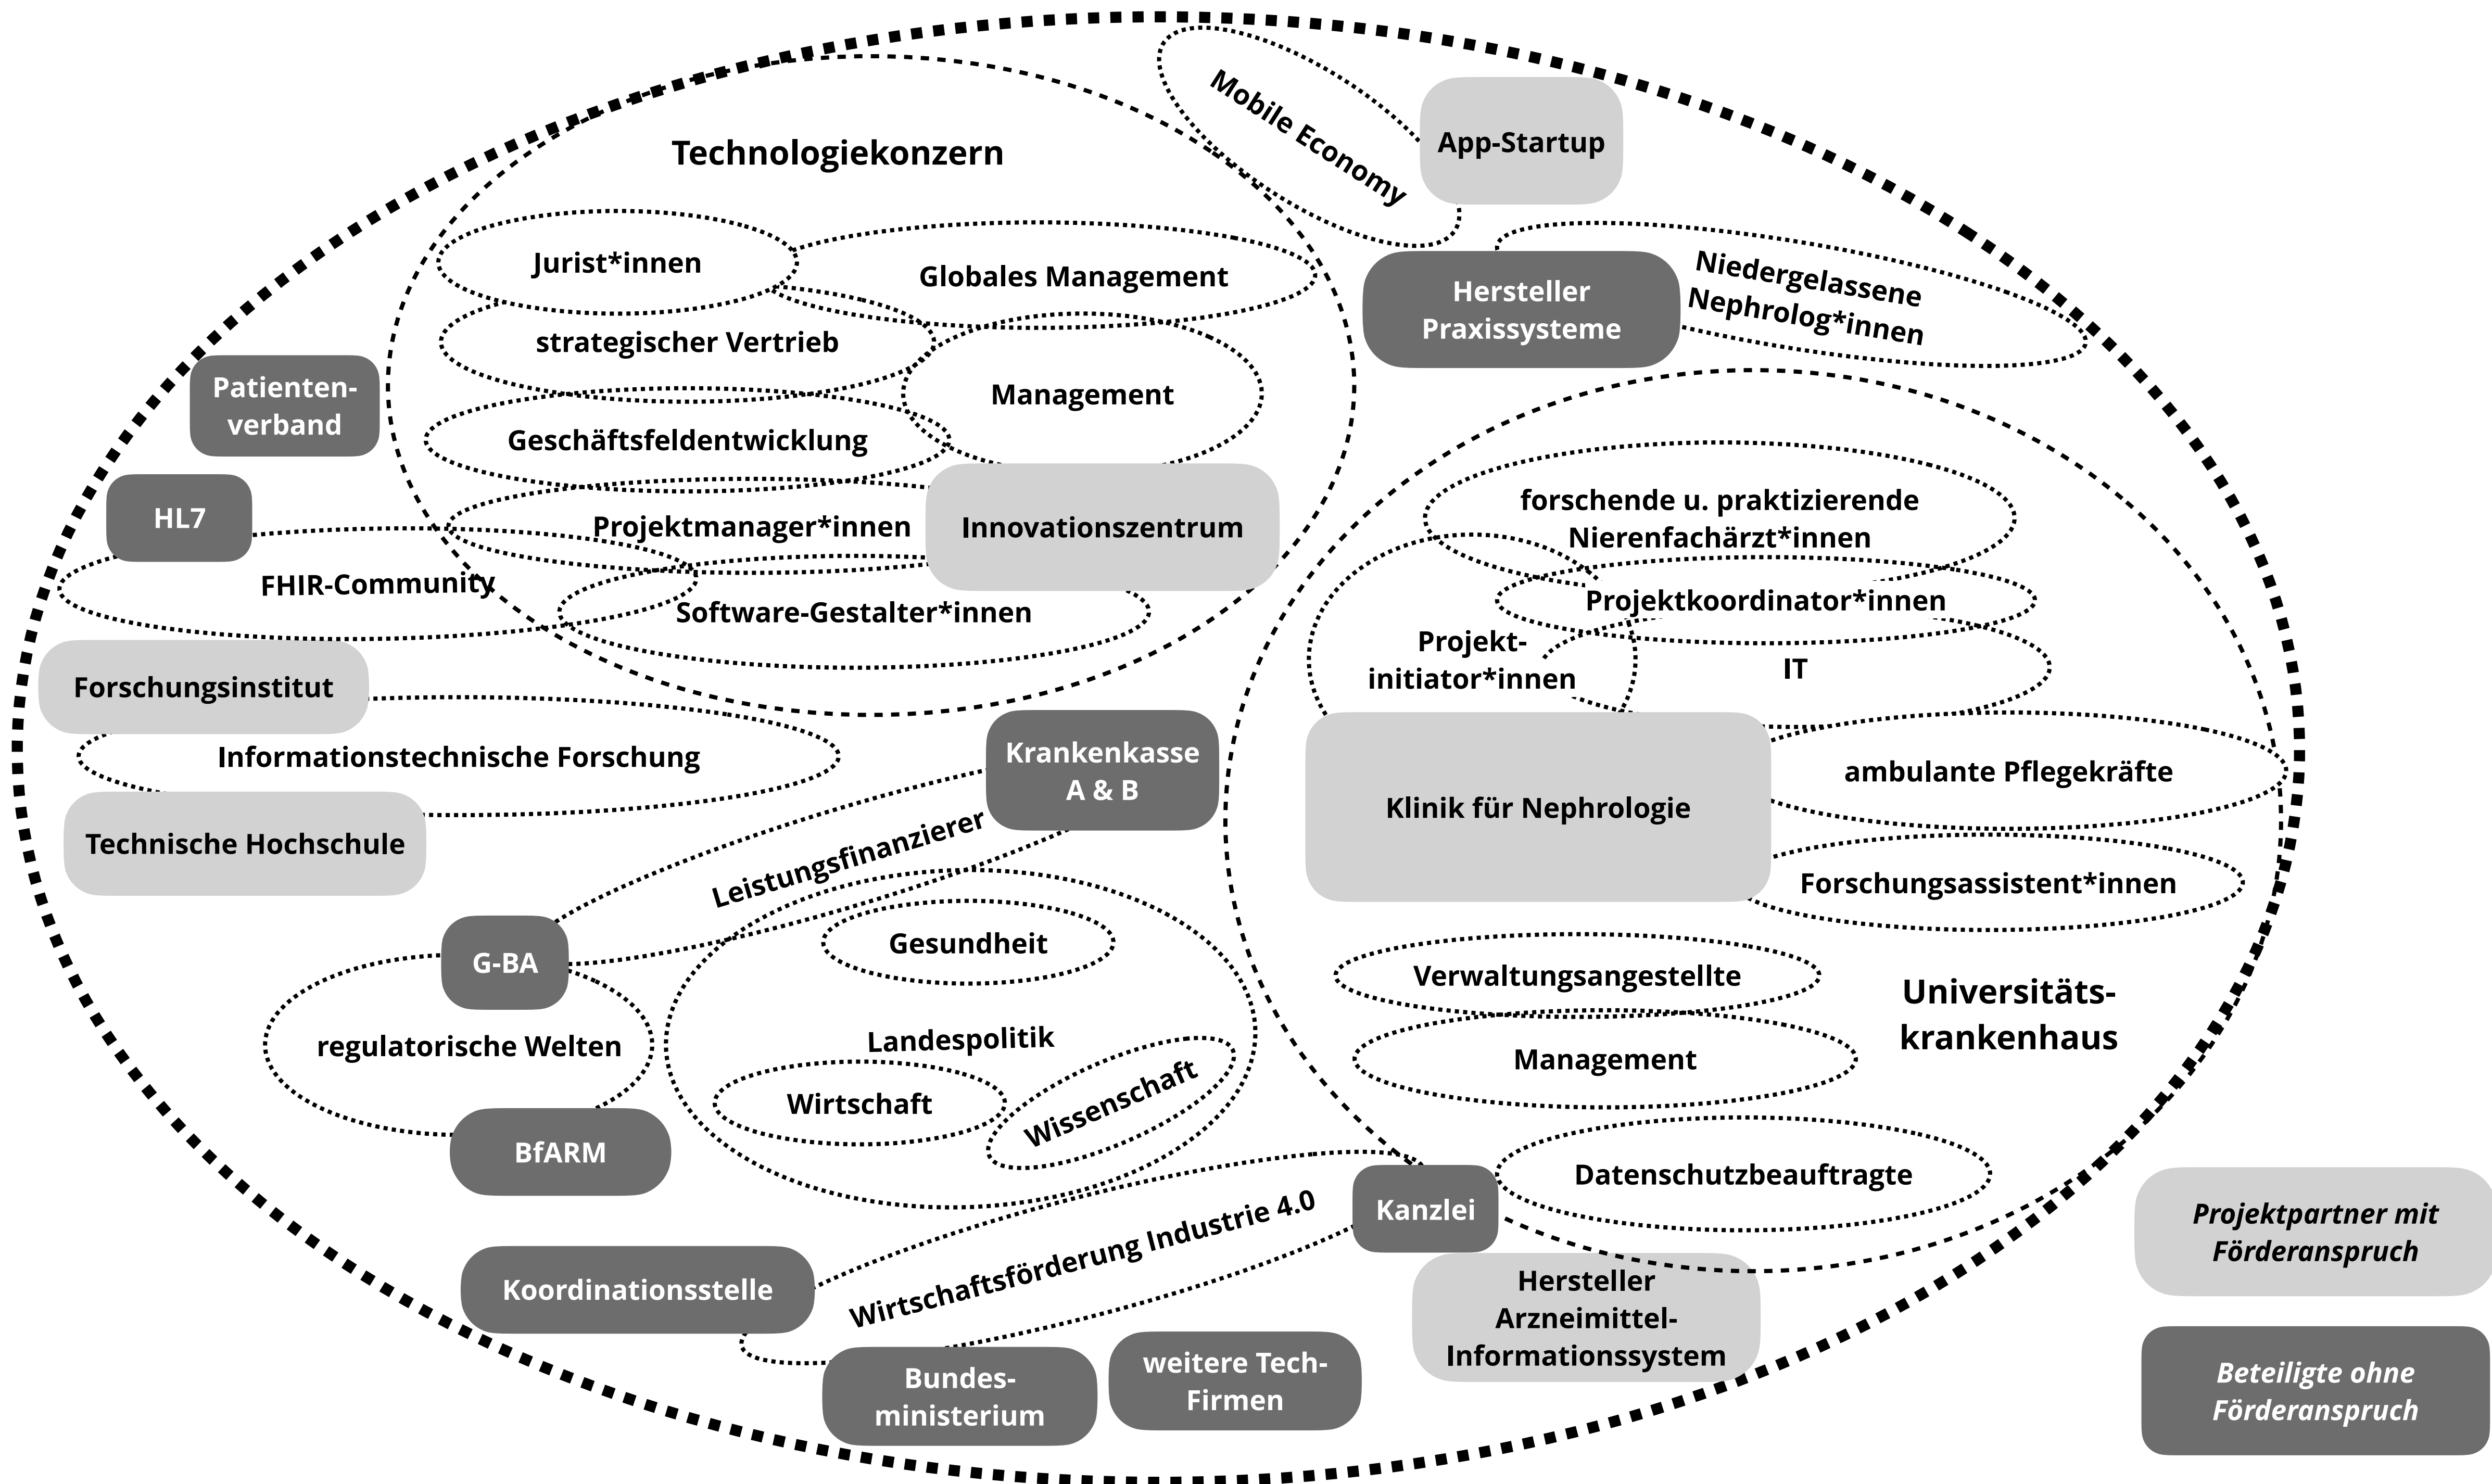 Mobile Economy
App-Startup
Technologiekonzern
Jurist*innen
Globales Management
Hersteller
Praxissysteme
Niedergelassene
Nephrolog*innen
strategischer Vertrieb
Management
Patienten-
verband
Geschäftsfeldentwicklung
HL7
Projektmanager*innen
Innovationszentrum
forschende u. praktizierende
Nierenfachärzt*innen
FHIR-Community
Software-Gestalter*innen
Projektkoordinator*innen
Projekt-
initiator*innen
IT
Forschungsinstitut
Informationstechnische Forschung
Krankenkasse
A & B
ambulante Pflegekräfte
Klinik für Nephrologie
Technische Hochschule
Leistungsfinanzierer
Forschungsassistent*innen
Gesundheit
G-BA
Verwaltungsangestellte
Universitäts-
krankenhaus
regulatorische Welten
Landespolitik
Management
Wirtschaft
Wissenschaft
BfARM
Datenschutzbeauftragte
Kanzlei
Projektpartner mit
Förderanspruch
Wirtschaftsförderung Industrie 4.0
Koordinationsstelle
Hersteller
Arzneimittel-
Informationssystem
Bundes-
ministerium
weitere Tech-
Firmen
Beteiligte ohne
Förderanspruch